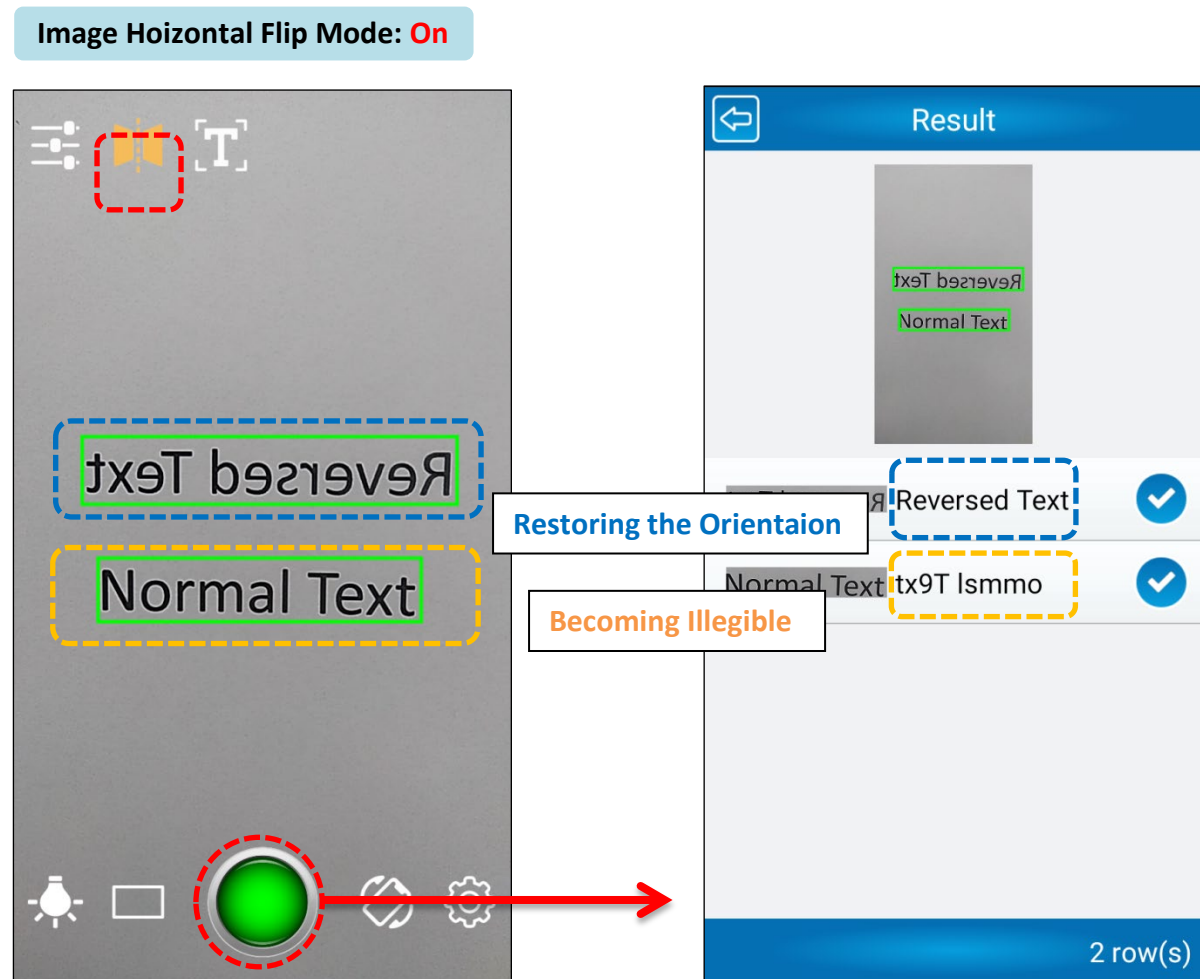 Image Hoizontal Flip Mode: On
Result
T
Reversed Text
Normal Text
Reversed Text
Normal Text
Restoring the Orientaion
Reversed Text
Becoming Illegible
Normal Text
tx9T lsmmo
2 row(s)